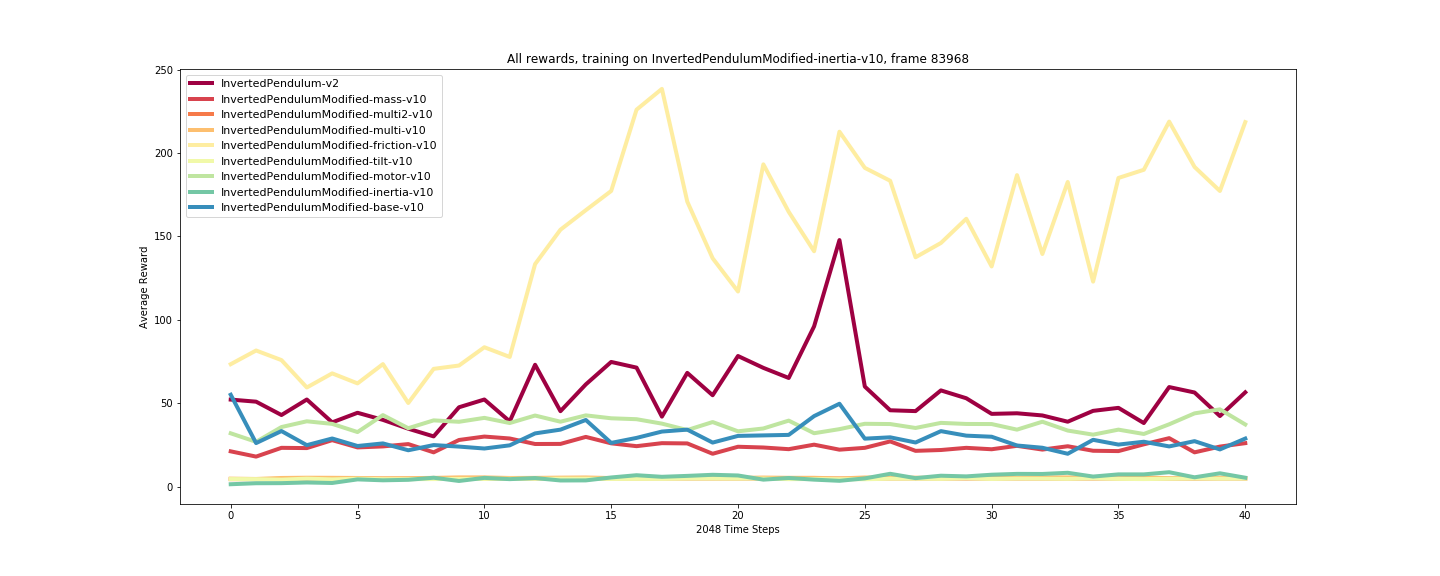 All rewards, training on InvertedPendulumModified-inertia-v10, frame 83968
250
200
150
100
50
0
Average Reward
InvertedPendulum-v2
InvertedPendulumModified-mass-v10
InvertedPendulumModified-multi2-v10
InvertedPendulumModified-multi-v10
InvertedPendulumModified-friction-v10
InvertedPendulumModified-tilt-v10
InvertedPendulumModified-motor-v10
InvertedPendulumModified-inertia-v10
InvertedPendulumModified-base-v10
0 5 10 15 20 25 30 35 40
2048 Time Steps